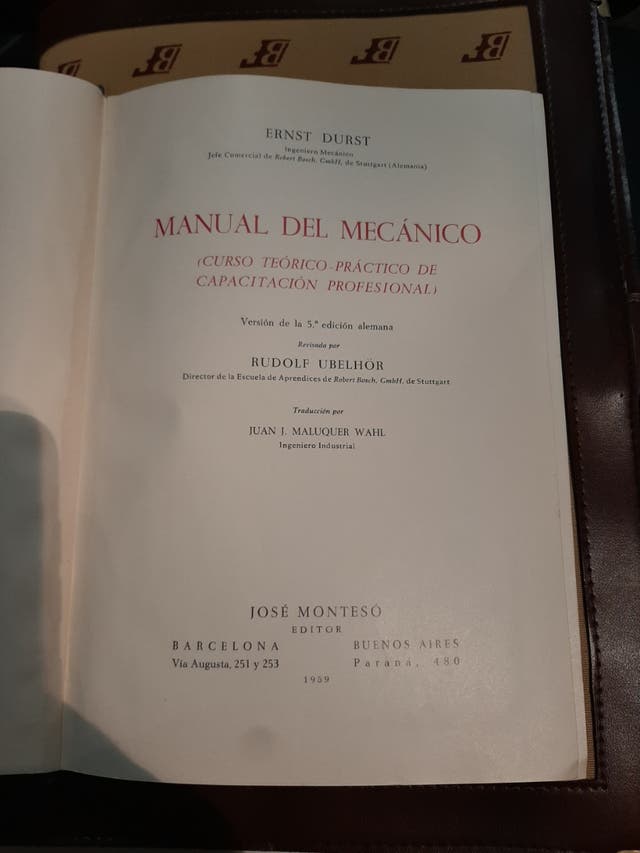 ERNST DURST
Ingeniero Mecánico
Jefe Comercial de Robert Bosch, GmbH, de Stuttgart (Alemania)
MANUAL DEL MECÁNICO
(CURSO TEÓRICO-PRÁCTICO DE
CAPACITACIÓN PROFESIONAL)
Versión de la 5.ª edición alemana
Revisada por
RUDOLF UBELHÖR
Director de la Escuela de Aprendices de Robert Bosch, GmbH, de Stuttgart
Traducción por
JUAN J. MALUQUER WAHL
Ingeniero Industrial
JOSÉ MONTESÓ
EDITOR
BARCELONA
Vía Augusta, 251 y 253
BUENOS AIRES
Paraná, 480
1959